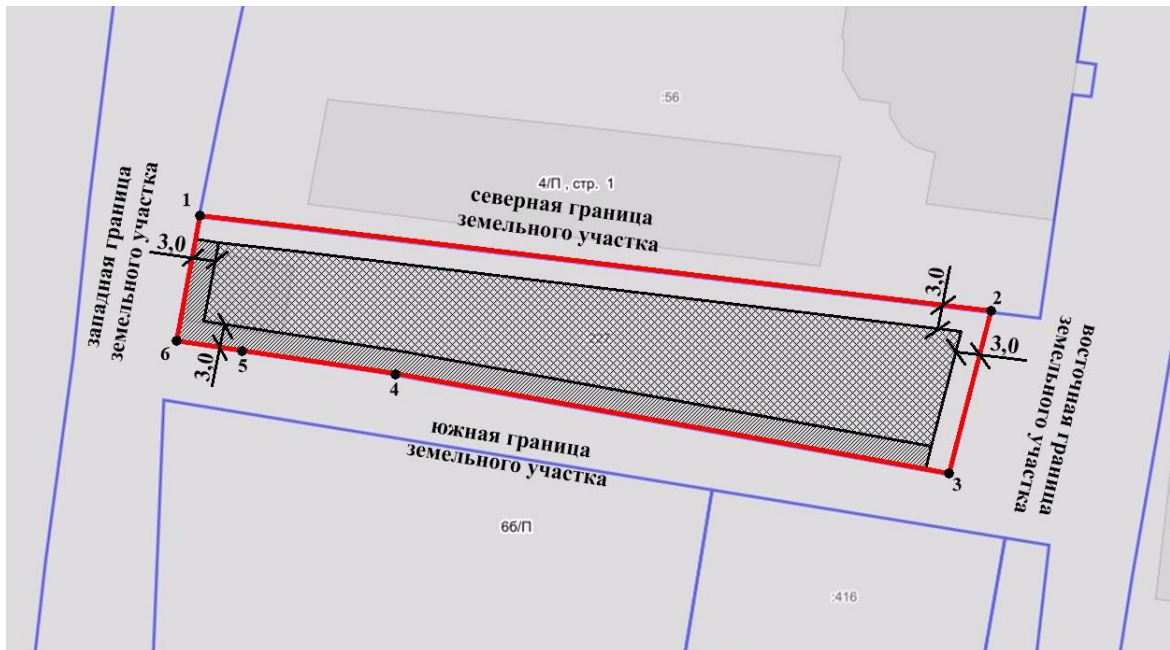 :56
4/П , стр. 1
северная граница
земельного участка
западная граница
земельного участка
1
3,0
3,0
2
3,0
восточная граница
земельного участка
6
3,0
5
4
южная граница
земельного участка
3
66/П
:416